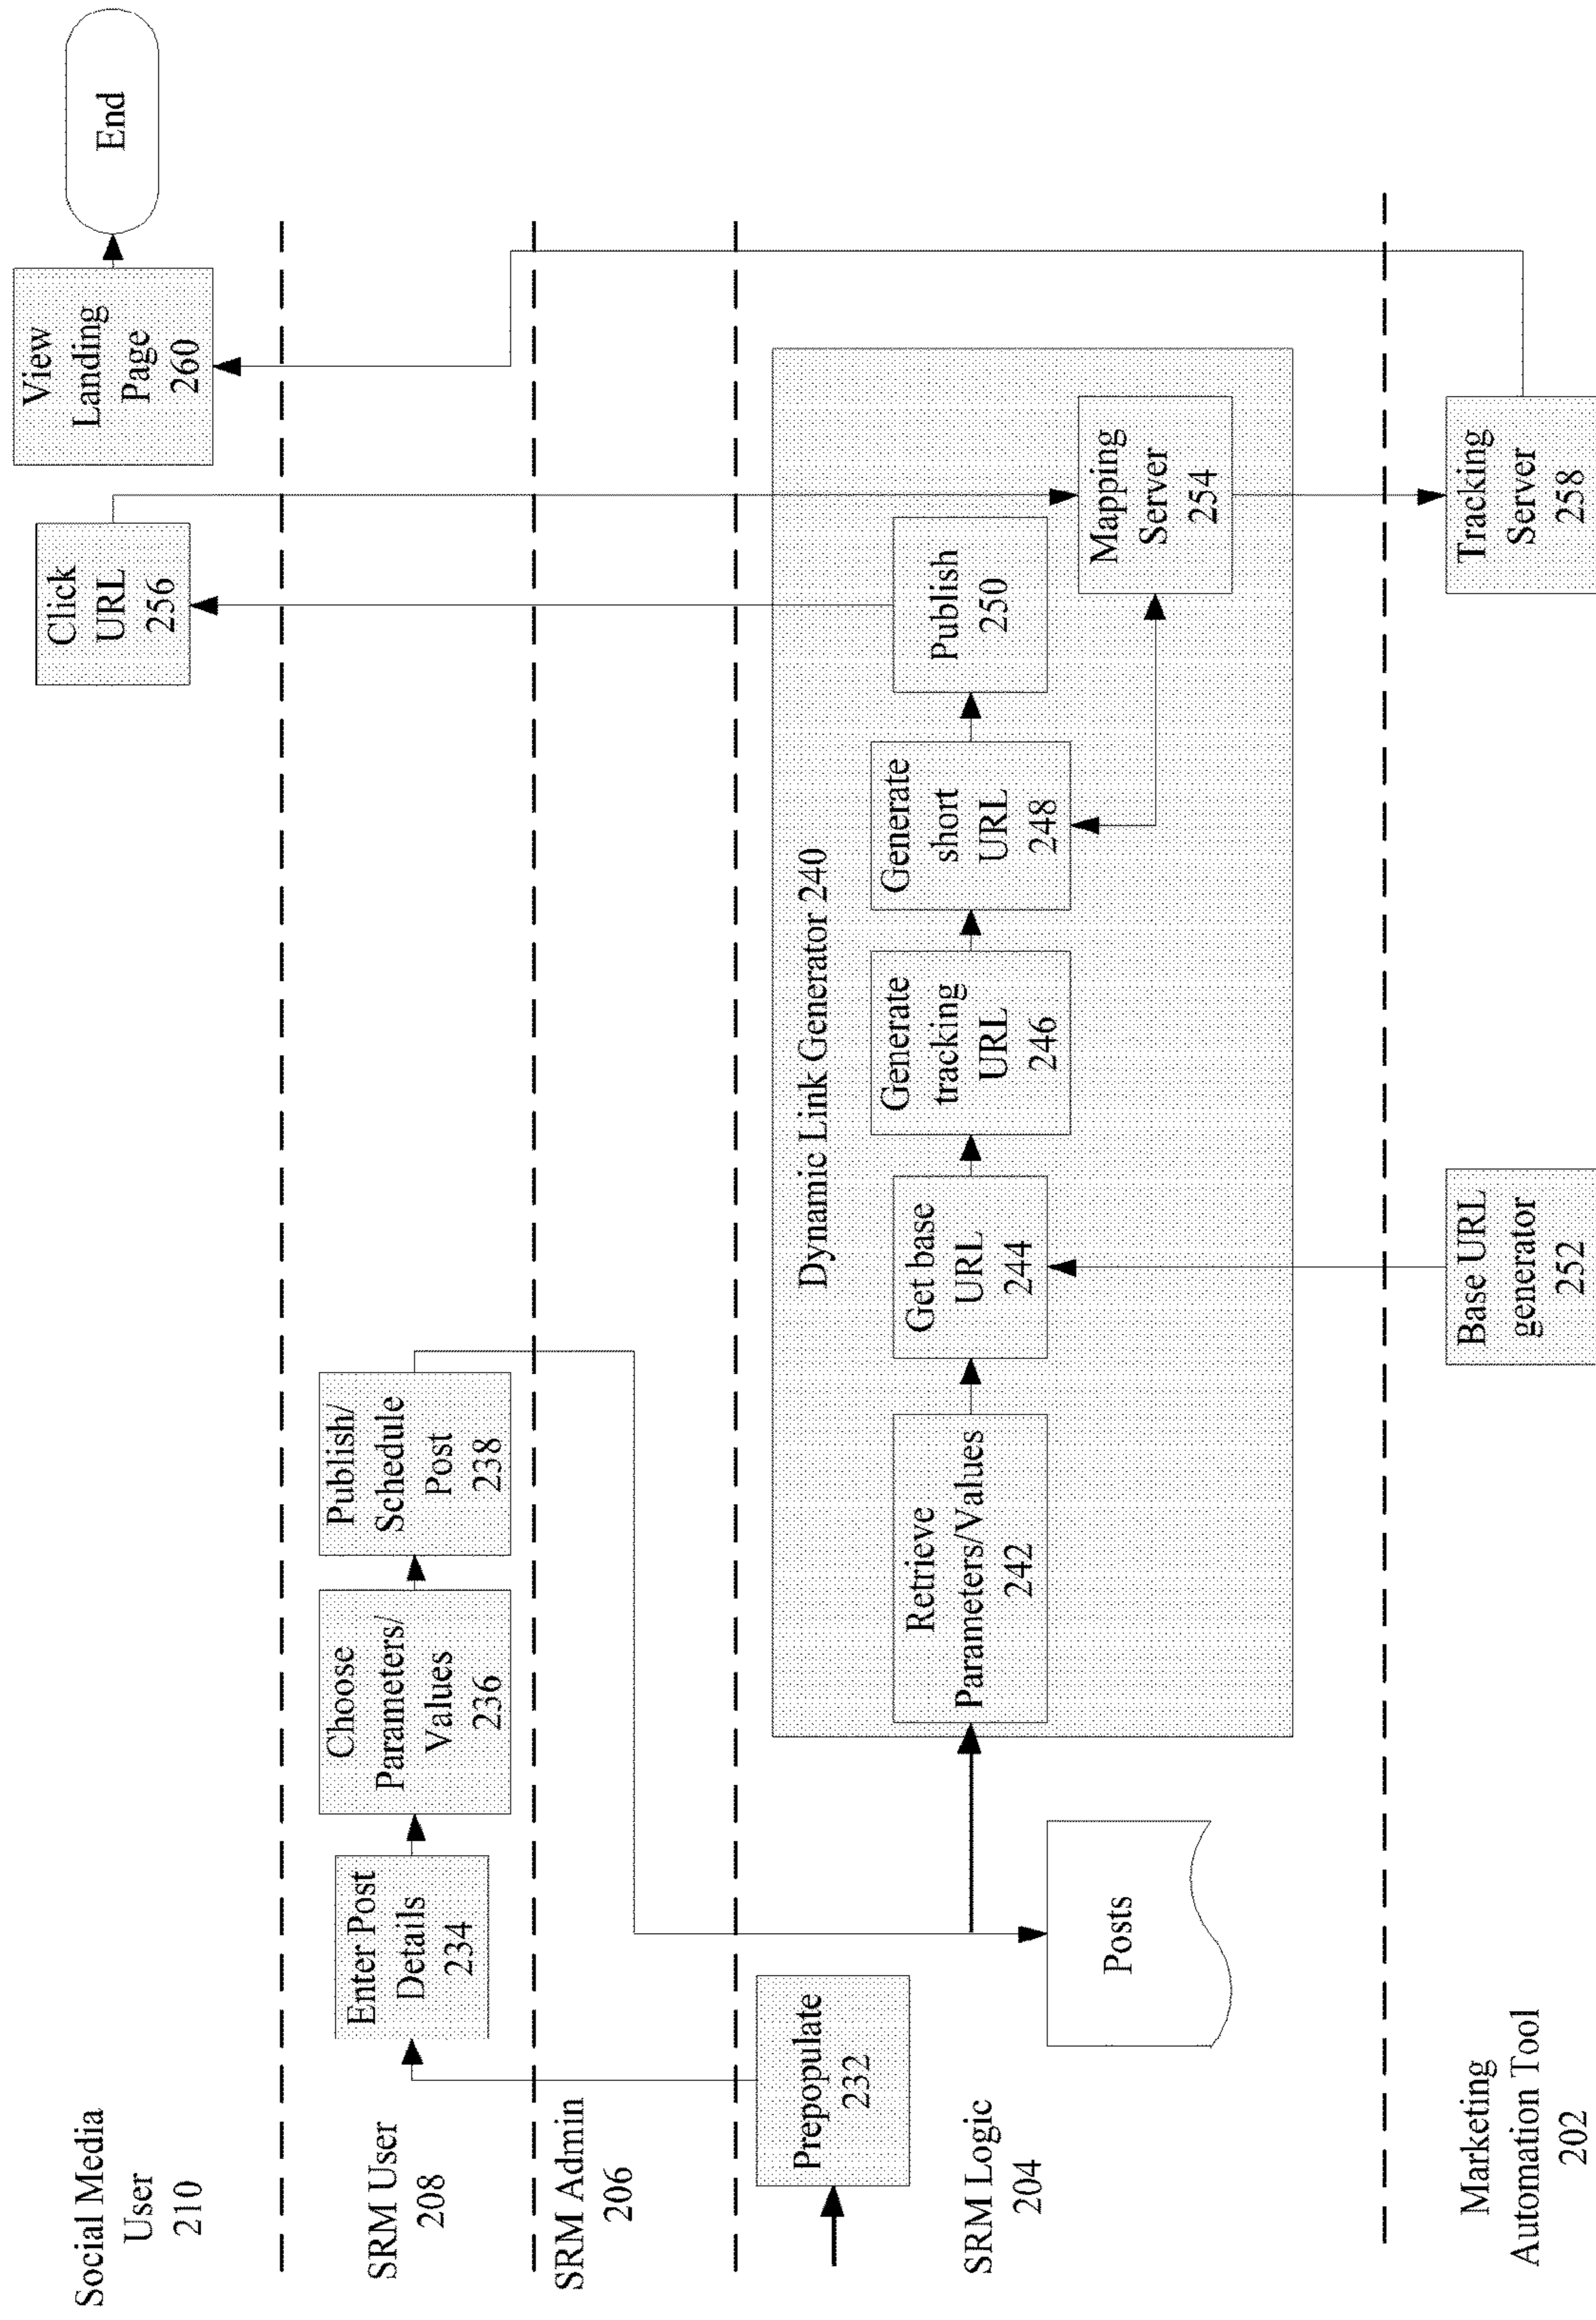 Social Media
User
210
Click
URL
256
View
Landing
Page
260
End
SRM User
208
Enter Post
Details
234
Choose
Parameters/
Values
236
Publish/
Schedule
Post
238
SRM Admin
206
Prepopulate
232
SRM Logic
204
Posts
Dynamic Link Generator 240
Retrieve
Parameters/Values
242
Get base
URL
244
Generate
tracking
URL
246
Generate
short
URL
248
Publish
250
Mapping
Server
254
Marketing
Automation Tool
202
Base URL
generator
252
Tracking
Server
258